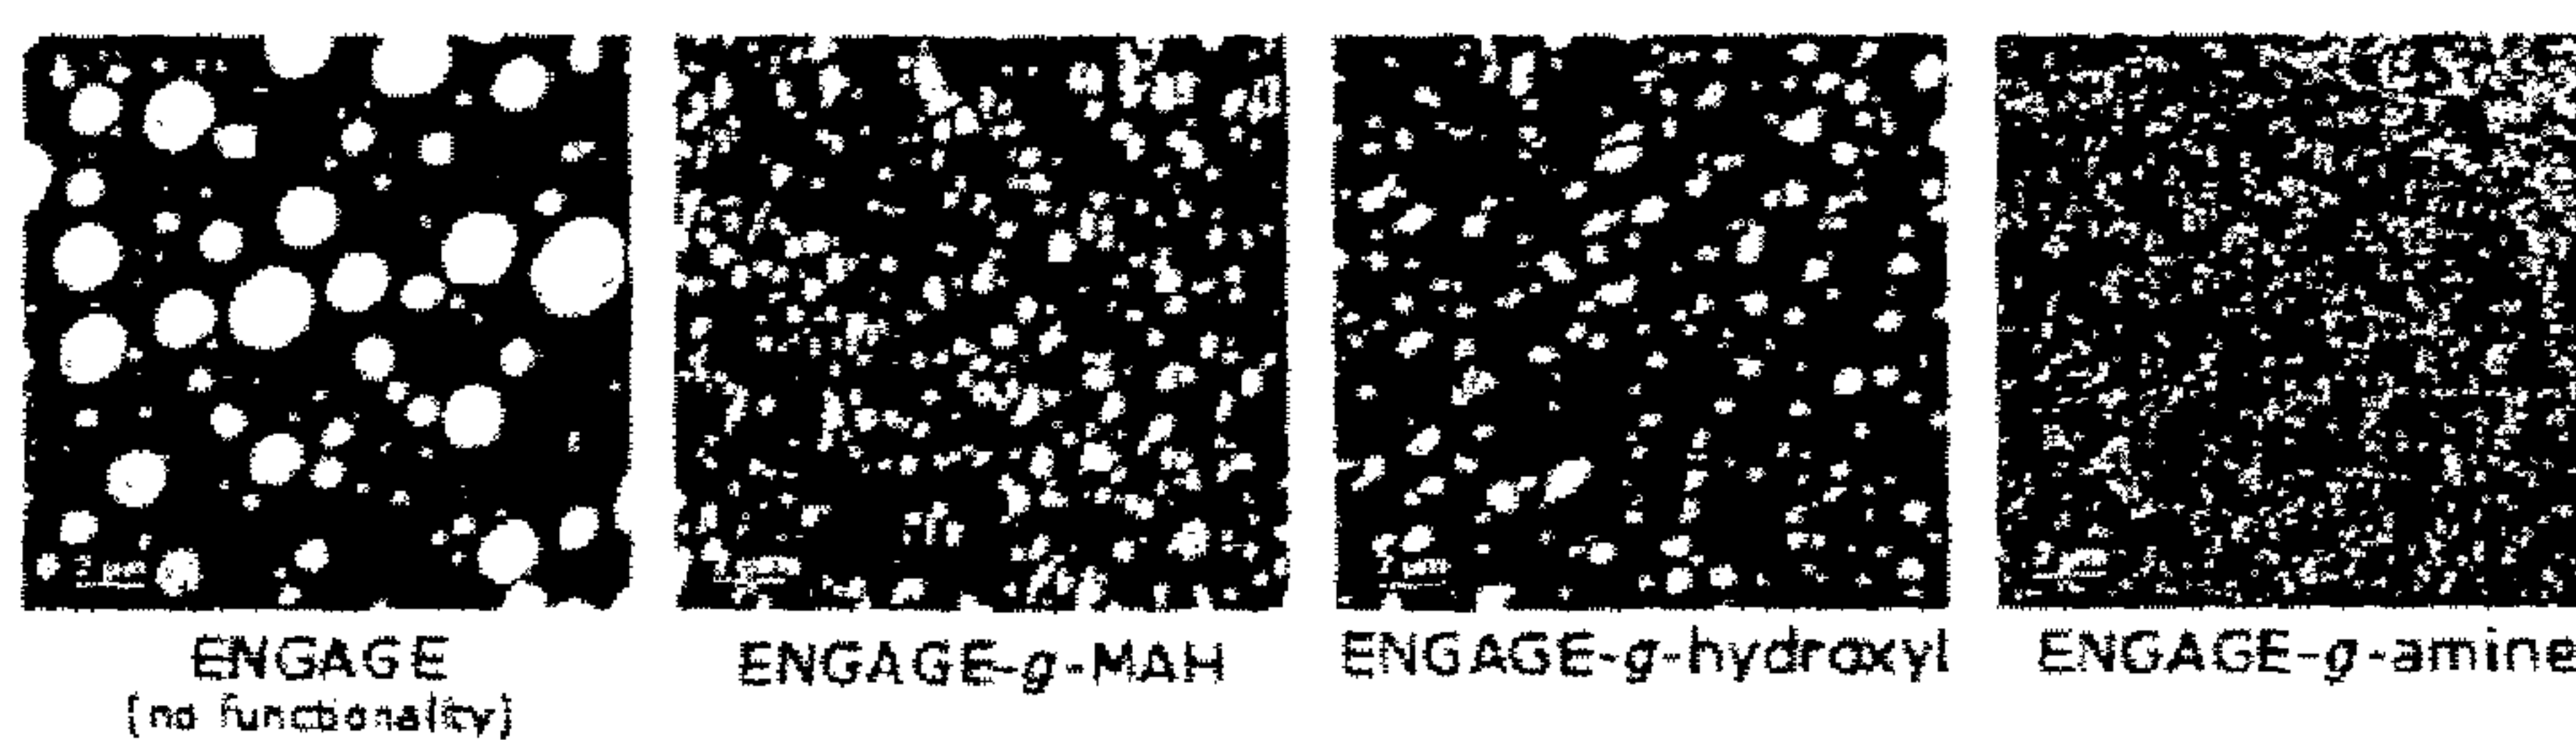 ENGAGE
(no functionality)
ENGAGE-g-MAH
ENGAGE-g-hydroxyl
ENGAGE-g-amine